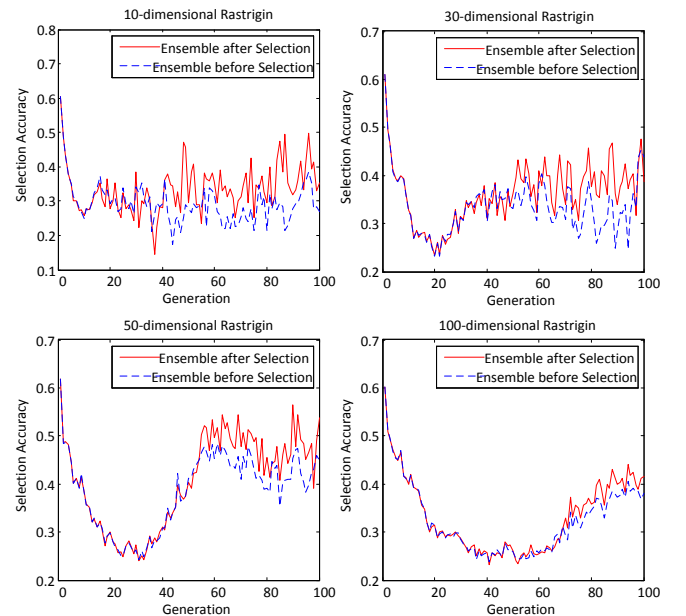 10-dimensional Rastrigin
0.8
0.7
0.6
0.5
0.4
0.3
0.2
0.1
Selection Accuracy
Ensemble after Selection
Ensemble before Selection
0 20 40 60 80 100
Generation
30-dimensional Rastrigin
0.7
0.6
0.5
0.4
0.3
0.2
Selection Accuracy
Ensemble after Selection
Ensemble before Selection
0 20 40 60 80 100
Generation
50-dimensional Rastrigin
0.7
0.6
0.5
0.4
0.3
0.2
Selection Accuracy
Ensemble after Selection
Ensemble before Selection
0 20 40 60 80 100
Generation
100-dimensional Rastrigin
0.7
0.6
0.5
0.4
0.3
0.2
Selection Accuracy
Ensemble after Selection
Ensemble before Selection
0 20 40 60 80 100
Generation